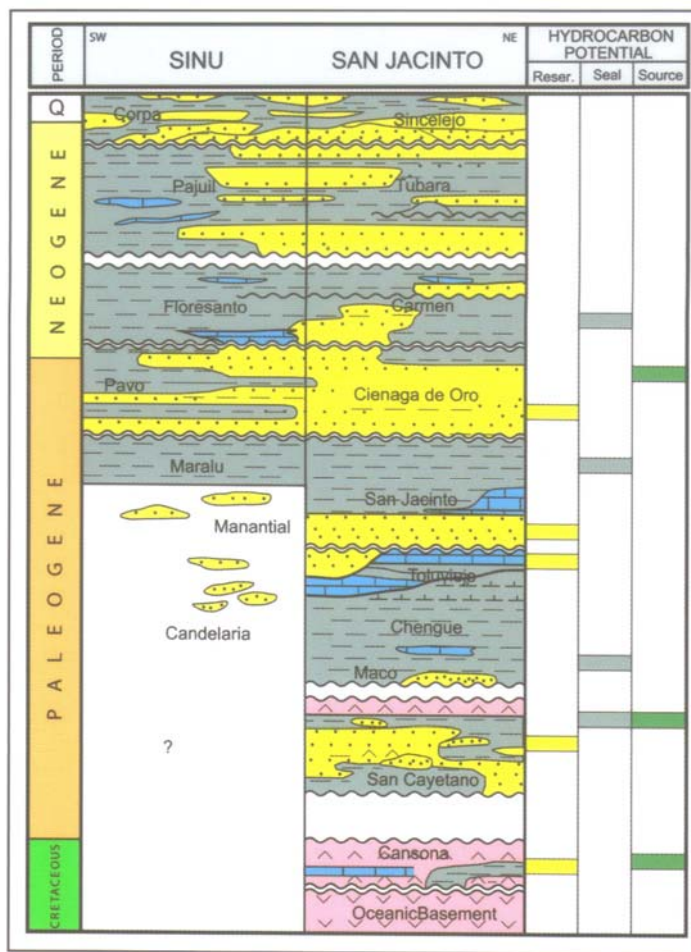 PERIOD
SW
SINU
SAN JACINTO
NE
HYDROCARBON
POTENTIAL
Reser.
Seal
Source
Q
Corpa
Sincelejo
NEOGENE
Pajuil
Tubara
Floresanto
Carmen
PALEOGENE
Pavo
Cienaga de Oro
Maralu
San Jacinto
Manantial
Toluviejo
Candelaria
Chengue
Maco
?
San Cayetano
CRETACEOUS
Cansona
OceanicBasement